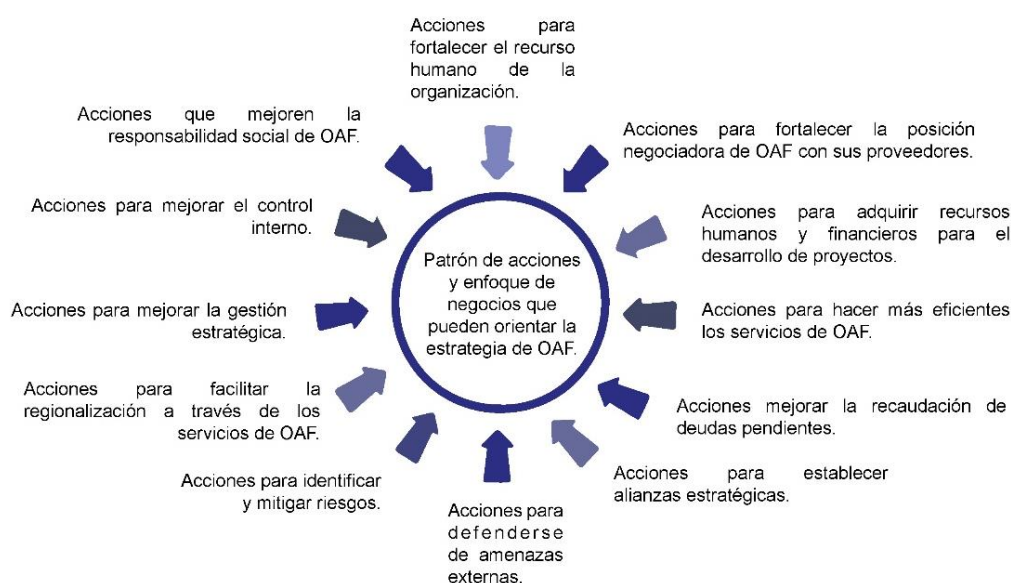 Acciones para
fortalecer el recurso
humano de la
organización.
Acciones para fortalecer la posición
negociadora de OAF con sus proveedores.
Acciones para adquirir recursos
humanos y financieros para el
desarrollo de proyectos.
Acciones para hacer más eficientes
los servicios de OAF.
Acciones mejorar la recaudación de
deudas pendientes.
Acciones para establecer
alianzas estratégicas.
Acciones para
defenderse
de amenazas
externas.
Acciones para identificar
y mitigar riesgos.
Acciones para facilitar la
regionalización a través de los
servicios de OAF.
Acciones para mejorar la gestión
estratégica.
Acciones para mejorar el control
interno.
Acciones que mejoren la
responsabilidad social de OAF.
Patrón de acciones
y enfoque de
negocios que
pueden orientar la
estrategia de OAF.